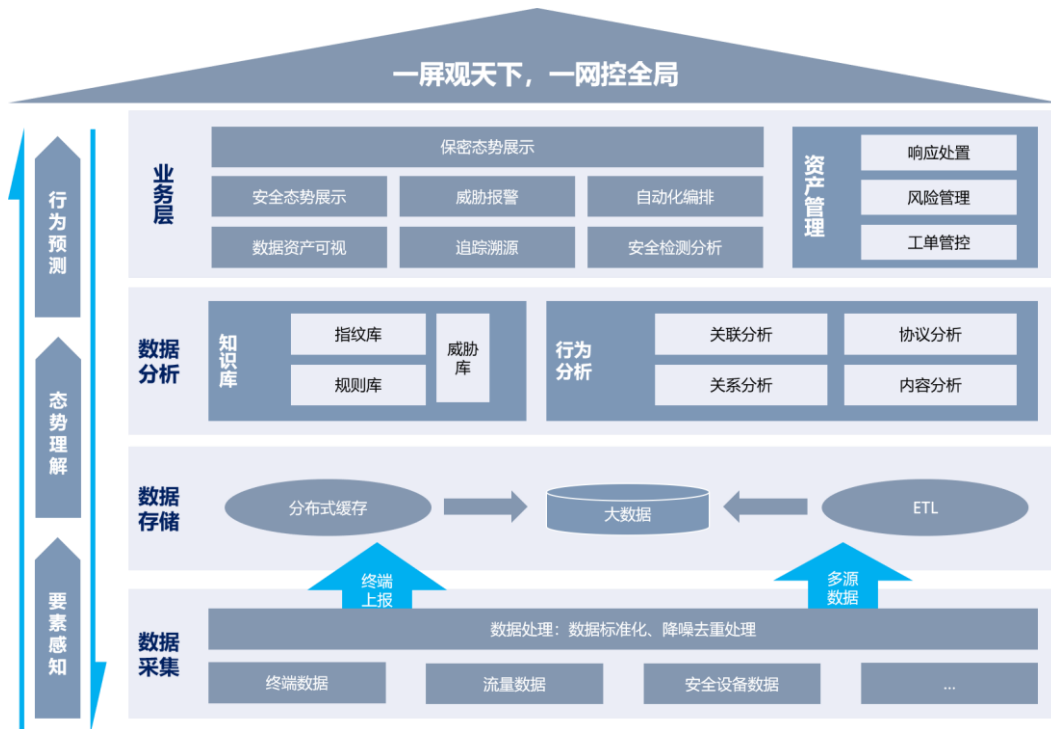 一屏观天下，一网控全局
行为预测
态势理解
要素感知
业务层
保密态势展示
安全态势展示
威胁报警
自动化编排
数据资产可视
追踪溯源
安全检测分析
资产管理
响应处置
风险管理
工单管控
数据
分析
知识库
指纹库
规则库
威胁
库
行为
分析
关联分析
协议分析
关系分析
内容分析
数据
存储
分布式缓存
大数据
ETL
终端
上报
多源
数据
数据
采集
数据处理：数据标准化、降噪去重处理
终端数据
流量数据
安全设备数据
...